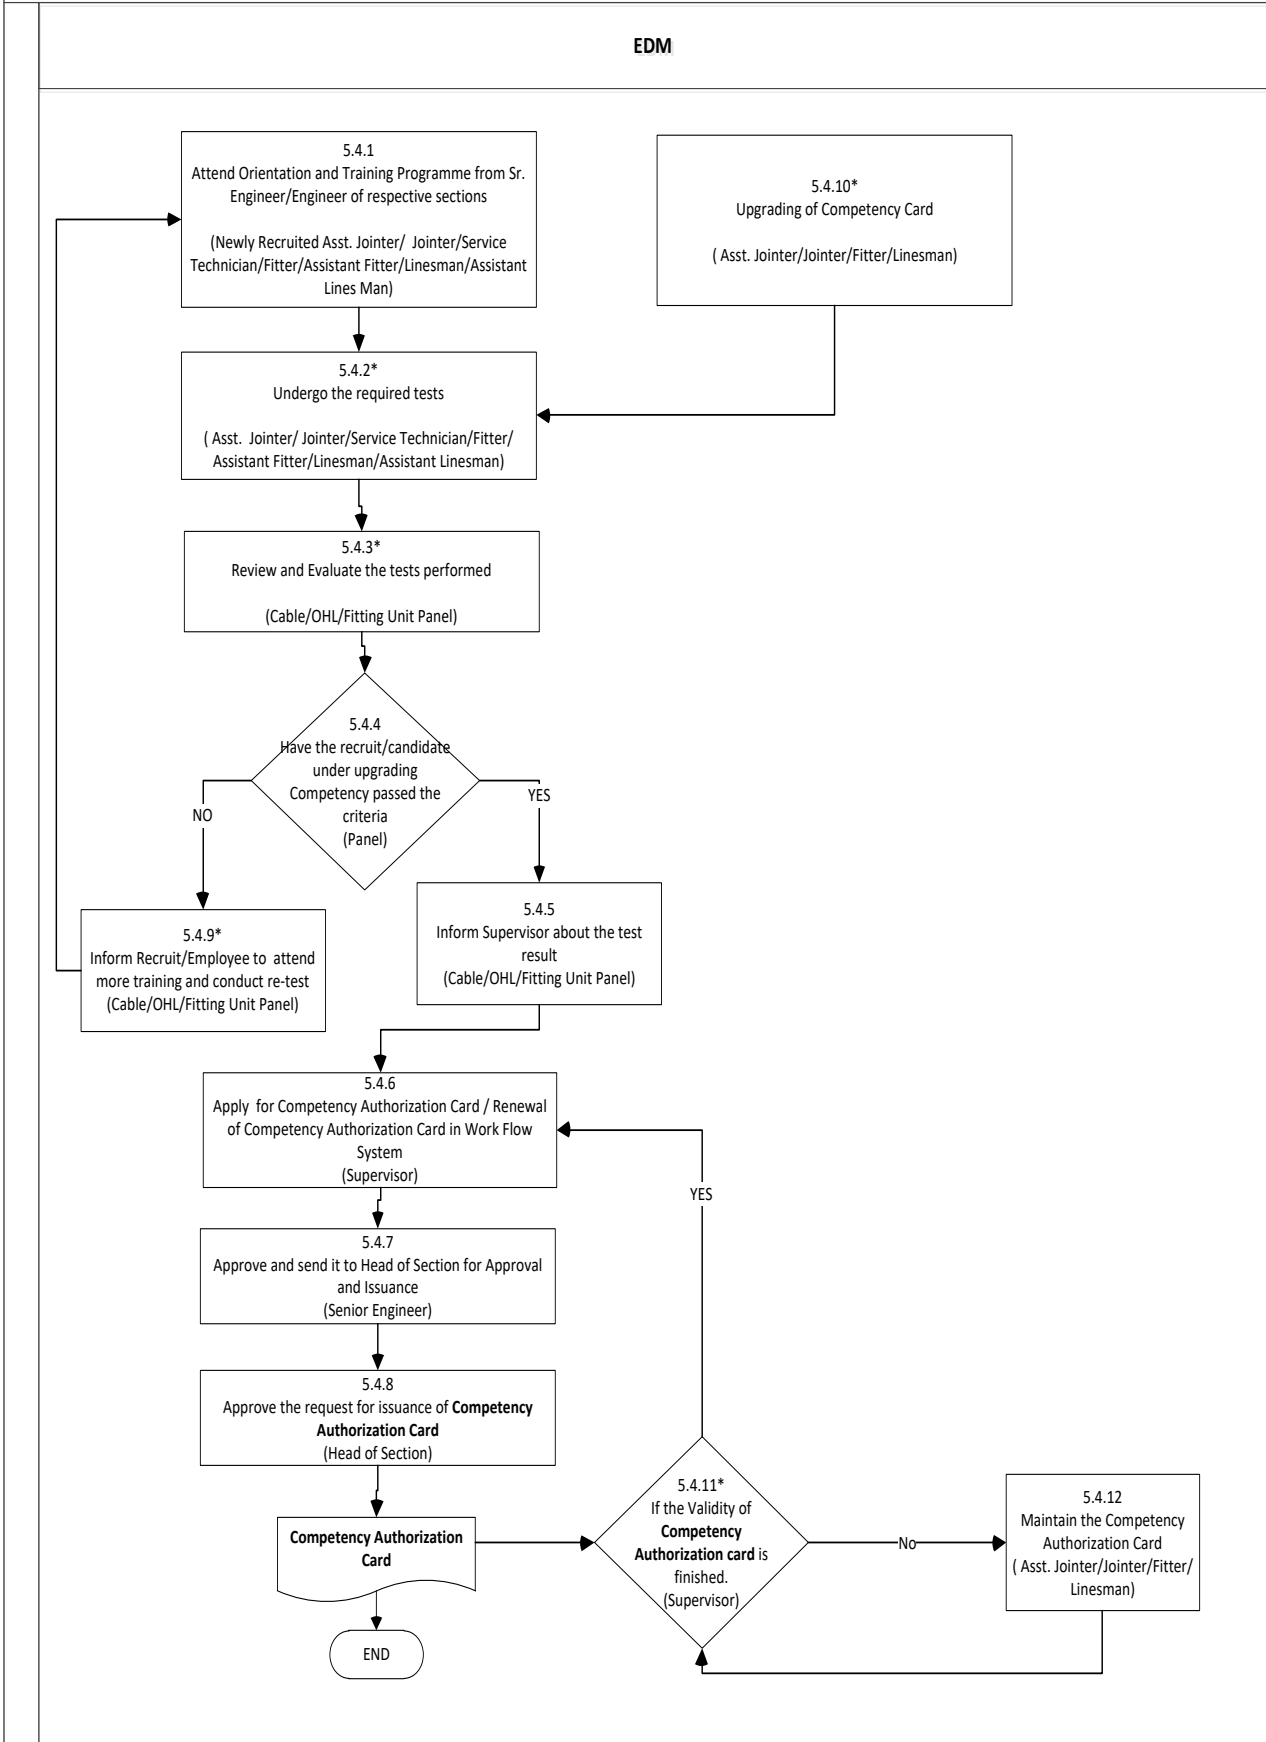 EDM
5.4.1
Attend Orientation and Training Programme from Sr.
Engineer/Engineer of respective sections
(Newly Recruited Asst. Jointer/ Jointer/Service
Technician/Fitter/Assistant Fitter/Linesman/Assistant
Lines Man)
5.4.10*
Upgrading of Competency Card
( Asst. Jointer/Jointer/Fitter/Linesman)
5.4.2*
Undergo the required tests
( Asst. Jointer/ Jointer/Service Technician/Fitter/
Assistant Fitter/Linesman/Assistant Linesman)
5.4.3*
Review and Evaluate the tests performed
(Cable/OHL/Fitting Unit Panel)
5.4.4
Have the recruit/candidate
under upgrading
Competency passed the
criteria
(Panel)
NO
YES
5.4.9*
Inform Recruit/Employee to attend
more training and conduct re-test
(Cable/OHL/Fitting Unit Panel)
5.4.5
Inform Supervisor about the test
result
(Cable/OHL/Fitting Unit Panel)
5.4.6
Apply for Competency Authorization Card / Renewal
of Competency Authorization Card in Work Flow
System
(Supervisor)
YES
5.4.7
Approve and send it to Head of Section for Approval
and Issuance
(Senior Engineer)
5.4.8
Approve the request for issuance of Competency
Authorization Card
(Head of Section)
Competency Authorization
Card
END
5.4.11*
If the Validity of
Competency
Authorization card is
finished.
(Supervisor)
No
5.4.12
Maintain the Competency
Authorization Card
( Asst. Jointer/Jointer/Fitter/
Linesman)